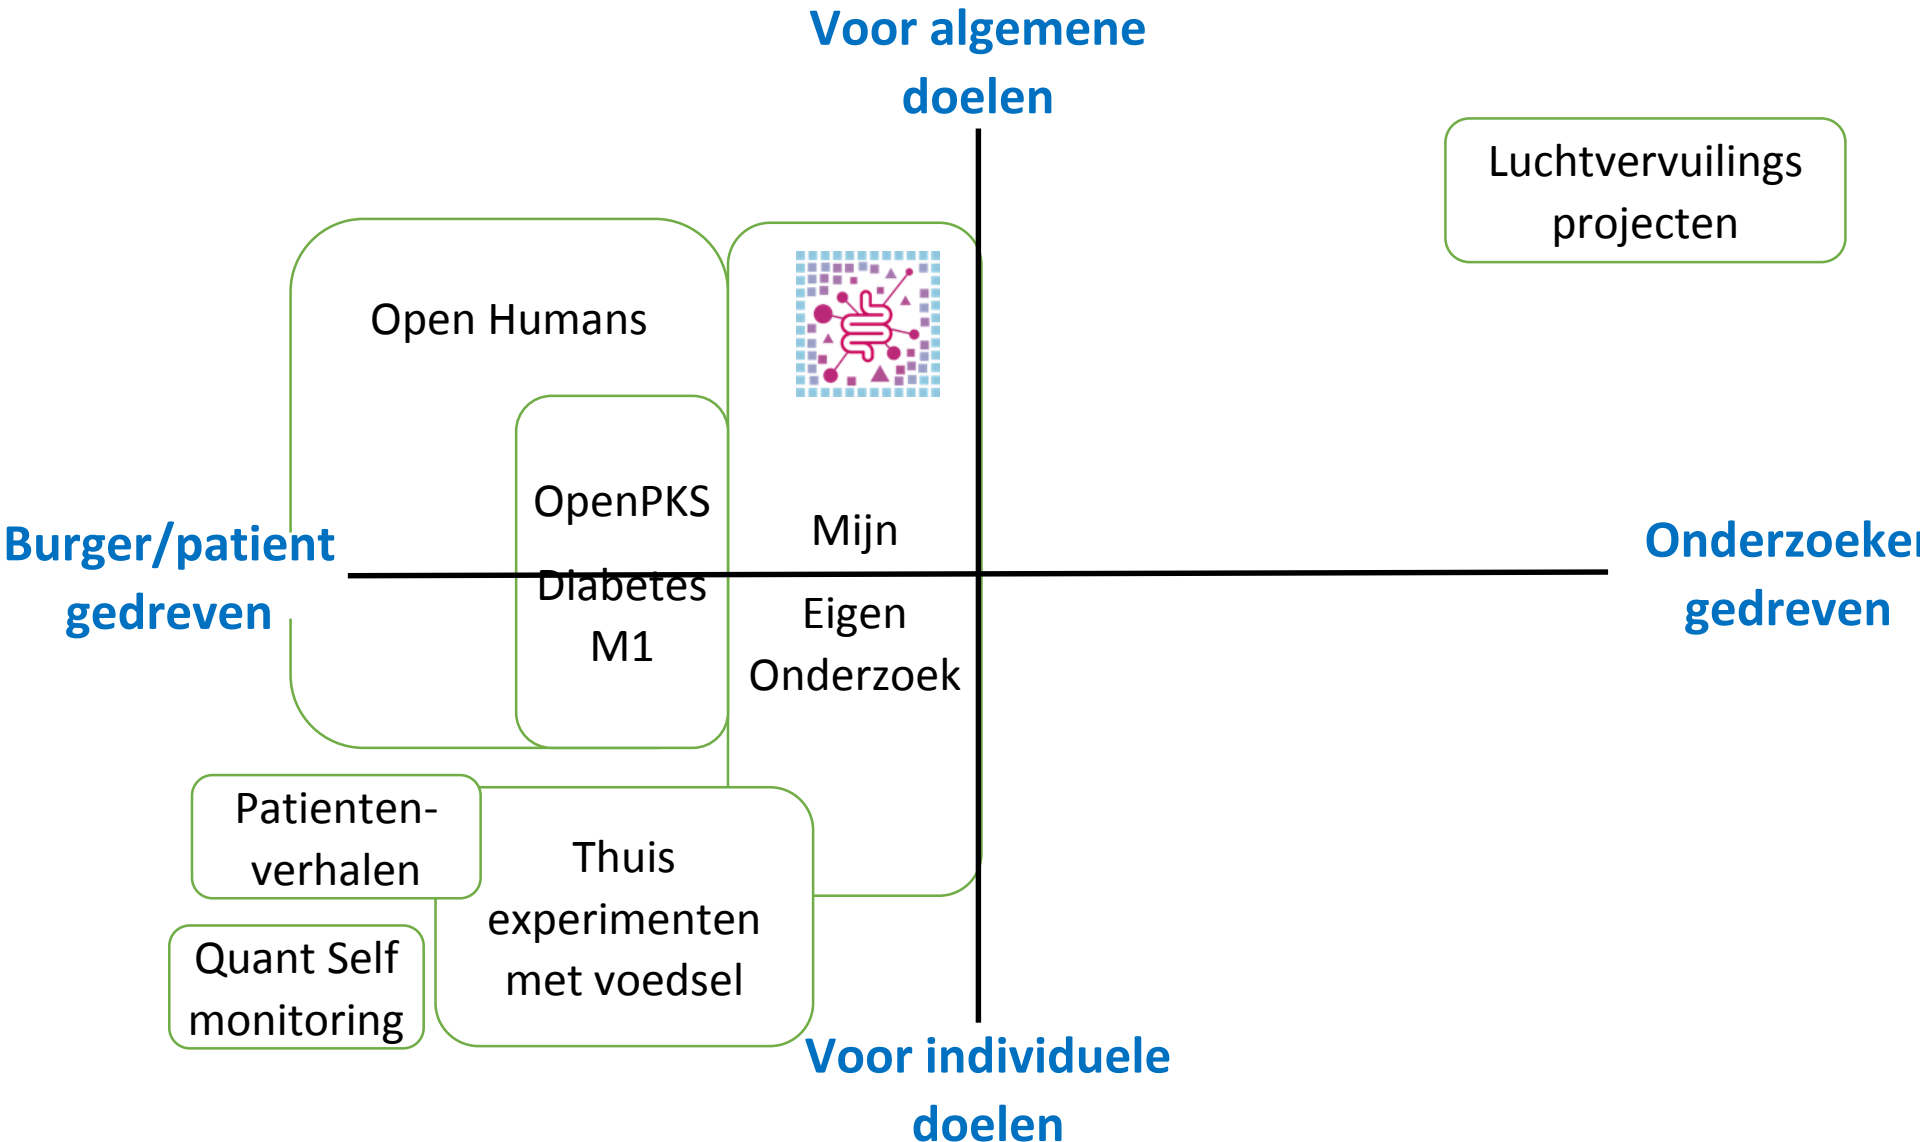 Voor algemene
doelen
Luchtvervuilings
projecten
Open Humans
OpenPKS
Diabetes
M1
Mijn
Eigen
Onderzoek
Burger/patient
gedreven
Onderzoeker
gedreven
Patienten-
verhalen
Thuis
experimenten
met voedsel
Quant Self
monitoring
Voor individuele
doelen